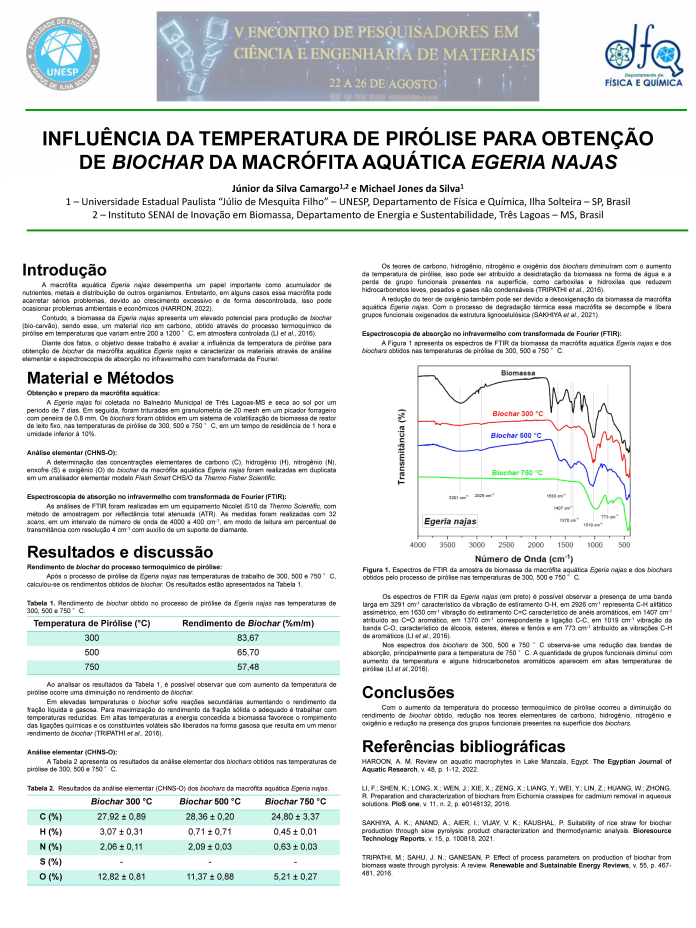 FACULDADE DE ENGENHARIA
UNESP
CÂMPUS DE ILHA SOLTEIRA
V ENCONTRO DE PESQUISADORES EM
CIÊNCIA E ENGENHARIA DE MATERIAIS
22 A 26 DE AGOSTO
dfq
Departamento de
FÍSICA E QUÍMICA
INFLUÊNCIA DA TEMPERATURA DE PIRÓLISE PARA OBTENÇÃO
DE BIOCHAR DA MACRÓFITA AQUÁTICA EGERIA NAJAS
Júnior da Silva Camargo1,2 e Michael Jones da Silva1
1 – Universidade Estadual Paulista “Júlio de Mesquita Filho” – UNESP, Departamento de Física e Química, Ilha Solteira – SP, Brasil
2 – Instituto SENAI de Inovação em Biomassa, Departamento de Energia e Sustentabilidade, Três Lagoas – MS, Brasil
Introdução
A macrófita aquática Egeria najas desempenha um papel importante como acumulador de
nutrientes, metais e distribuição de outros organismos. Entretanto, em alguns casos essa macrófita pode
acarretar sérios problemas, devido ao crescimento excessivo e de forma descontrolada, isso pode
ocasionar problemas ambientais e econômicos (HARRON, 2022).
Contudo, a biomassa da Egeria najas apresenta um elevado potencial para produção de biochar
(bio-carvão), sendo esse, um material rico em carbono, obtido através do processo termoquímico de
pirólise em temperaturas que variam entre 200 a 1200 ° C, em atmosfera controlada (LI et al., 2016).
Diante dos fatos, o objetivo desse trabalho é avaliar a influência da temperatura de pirólise para
obtenção de biochar da macrófita aquática Egeria najas e caracterizar os materiais através de análise
elementar e espectroscopia de absorção no infravermelho com transformada de Fourier.
Material e Métodos
Obtenção e preparo da macrófita aquática:
A Egeria najas foi coletada no Balneário Municipal de Três Lagoas-MS e seca ao sol por um
período de 7 dias. Em seguida, foram trituradas em granulometria de 20 mesh em um picador forrageiro
com peneira de 0,8 mm. Os biochars foram obtidos em um sistema de volatilização de biomassa de reator
de leito fixo, nas temperaturas de pirólise de 300, 500 e 750 ° C, em um tempo de residência de 1 hora e
umidade inferior à 10%.
Análise elementar (CHNS-O):
A determinação das concentrações elementares de carbono (C), hidrogênio (H), nitrogênio (N),
enxofre (S) e oxigênio (O) do biochar da macrófita aquática Egeria najas foram realizadas em duplicata
em um analisador elementar modelo Flash Smart CHS/O da Thermo Fisher Scientific.
Espectroscopia de absorção no infravermelho com transformada de Fourier (FTIR):
As análises de FTIR foram realizadas em um equipamento Nicolet iS10 da Thermo Scientific, com
método de amostragem por reflectância total atenuada (ATR). As medidas foram realizadas com 32
scans, em um intervalo de número de onda de 4000 a 400 cm-1, em modo de leitura em percentual de
transmitância com resolução 4 cm-1 com auxílio de um suporte de diamante.
Resultados e discussão
Rendimento de biochar do processo termoquímico de pirólise:
Após o processo de pirólise da Egeria najas nas temperaturas de trabalho de 300, 500 e 750 ° C,
calculou-se os rendimentos obtidos de biochar. Os resultados estão apresentados na Tabela 1.
Tabela 1. Rendimento de biochar obtido no processo de pirólise da Egeria najas nas temperaturas de
300, 500 e 750 ° C.
Temperatura de Pirólise (°C) Rendimento de Biochar (%m/m)
300 83,67
500 65,70
750 57,48
Ao analisar os resultados da Tabela 1, é possível observar que com aumento da temperatura de
pirólise ocorre uma diminuição no rendimento de biochar.
Em elevadas temperaturas o biochar sofre reações secundárias aumentando o rendimento da
fração líquida e gasosa. Para maximização do rendimento da fração sólida o adequado é trabalhar com
temperaturas reduzidas. Em altas temperaturas a energia concedida a biomassa favorece o rompimento
das ligações químicas e os constituintes voláteis são liberados na forma gasosa que resulta em um menor
rendimento de biochar (TRIPATHI et al., 2016).
Análise elementar (CHNS-O):
A Tabela 2 apresenta os resultados da análise elementar dos biochars obtidos nas temperaturas de
pirólise de 300, 500 e 750 ° C.
Tabela 2. Resultados da análise elementar (CHNS-O) dos biochars da macrófita aquática Egeria najas.
Biochar 300 °C Biochar 500 °C Biochar 750 °C
C (%) 27,92 ± 0,89 28,36 ± 0,20 24,80 ± 3,37
H (%) 3,07 ± 0,31 0,71 ± 0,71 0,45 ± 0,01
N (%) 2,06 ± 0,11 2,09 ± 0,03 0,63 ± 0,03
S (%) - - -
O (%) 12,82 ± 0,81 11,37 ± 0,88 5,21 ± 0,27
Os teores de carbono, hidrogênio, nitrogênio e oxigênio dos biochars diminuíram com o aumento
da temperatura de pirólise, isso pode ser atribuído a desidratação da biomassa na forma de água e a
perda de grupo funcionais presentes na superfície, como carboxilas e hidroxilas que reduzem
hidrocarbonetos leves, pesados e gases não condensáveis (TRIPATHI et al., 2016).
A redução do teor de oxigênio também pode ser devido a desoxigenação da biomassa da macrófita
aquática Egeria najas. Com o processo de degradação térmica essa macrófita se decompõe e libera
grupos funcionais oxigenados da estrutura lignocelulósica (SAKHIYA et al., 2021).
Espectroscopia de absorção no infravermelho com transformada de Fourier (FTIR):
A Figura 1 apresenta os espectros de FTIR da biomassa da macrófita aquática Egeria najas e dos
biochars obtidos nas temperaturas de pirólise de 300, 500 e 750 ° C.
Biomassa
Biochar 300 °C
Biochar 500 °C
Biochar 750 °C
3291 cm-1
2926 cm-1
1630 cm-1
1407 cm-1
1370 cm-1
1019 cm-1
773 cm-1
Egeria najas
Transmitância (%)
4000 3500 3000 2500 2000 1500 1000 500
Número de Onda (cm-1)
Figura 1. Espectros de FTIR da amostra de biomassa da macrófita aquática Egeria najas e dos biochars
obtidos pelo processo de pirólise nas temperaturas de 300, 500 e 750 ° C.
Os espectros de FTIR da Egeria najas (em preto) é possível observar a presença de uma banda
larga em 3291 cm-1 característico da vibração de estiramento O-H, em 2926 cm-1 representa C-H alifático
assimétrico, em 1630 cm-1 vibração do estiramento C=C característico de anéis aromáticos, em 1407 cm-1
atribuído ao C=O aromático, em 1370 cm-1 correspondente a ligação C-C, em 1019 cm-1 vibração da
banda C-O, característico de álcoois, ésteres, éteres e fenóis e em 773 cm-1 atribuído as vibrações C-H
de aromáticos (LI et al., 2016).
Nos espectros dos biochars de 300, 500 e 750 ° C observa-se uma redução das bandas de
absorção, principalmente para a temperatura de 750 ° C. A quantidade de grupos funcionais diminui com
aumento da temperatura e alguns hidrocarbonetos aromáticos aparecem em altas temperaturas de
pirólise (LI et al.,2016).
Conclusões
Com o aumento da temperatura do processo termoquímico de pirólise ocorreu a diminuição do
rendimento de biochar obtido, redução nos teores elementares de carbono, hidrogênio, nitrogênio e
oxigênio e redução na presença dos grupos funcionais presentes na superfície dos biochars.
Referências bibliográficas
HAROON, A. M. Review on aquatic macrophytes in Lake Manzala, Egypt. The Egyptian Journal of
Aquatic Research, v. 48, p. 1-12, 2022.
LI, F.; SHEN, K.; LONG, X.; WEN, J.; XIE, X.; ZENG, X.; LIANG, Y.; WEI, Y.; LIN, Z.; HUANG, W.; ZHONG,
R. Preparation and characterization of biochars from Eichornia crassipes for cadmium removal in aqueous
solutions. PloS one, v. 11, n. 2, p. e0148132, 2016.
SAKHIYA, A. K.; ANAND, A.; AIER, I.; VIJAY, V. K.; KAUSHAL, P. Suitability of rice straw for biochar
production through slow pyrolysis: product characterization and thermodynamic analysis. Bioresource
Technology Reports, v. 15, p. 100818, 2021.
TRIPATHI, M.; SAHU, J. N.; GANESAN, P. Effect of process parameters on production of biochar from
biomass waste through pyrolysis: A review. Renewable and Sustainable Energy Reviews, v. 55, p. 467-
481, 2016.